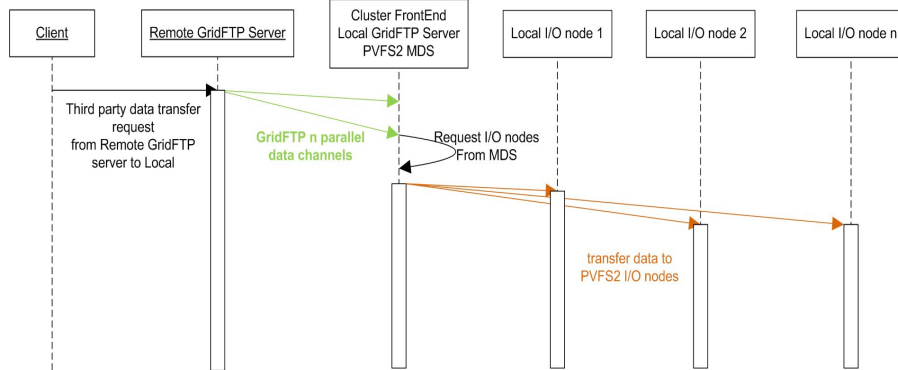 Client
Remote GridFTP Server
Cluster FrontEnd
Local GridFTP Server
PVFS2 MDS
Local I/O node 1
Local I/O node 2
Local I/O node n
Third party data transfer
request
from Remote GridFTP
server to Local
GridFTP n parallel
data channels
Request I/O nodes
From MDS
transfer data to
PVFS2 I/O nodes